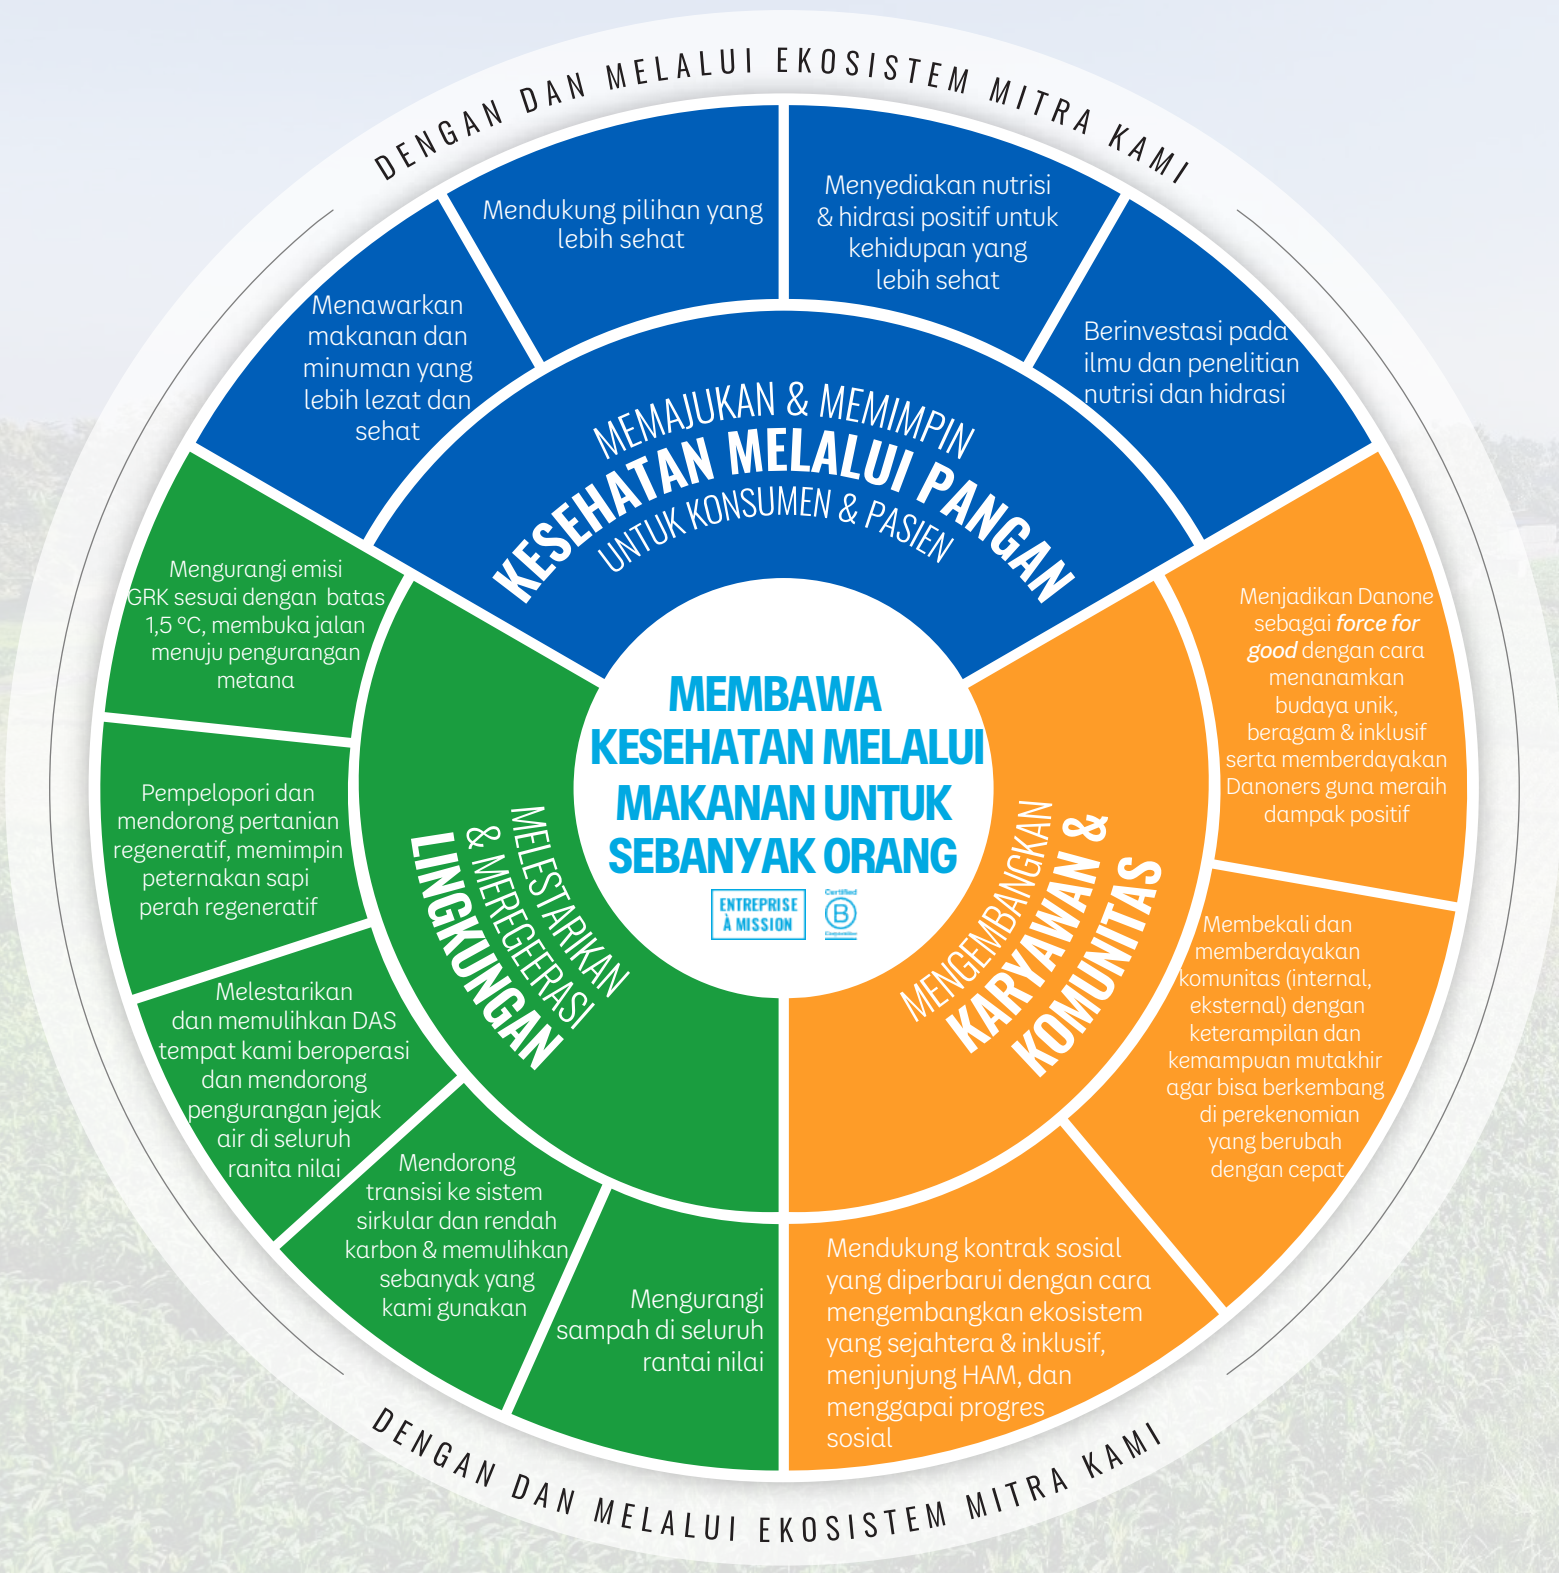 DENGAN DAN MELALUI EKOSISTEM MITRA KAMI
Menawarkan
makanan dan
minuman yang
lebih lezat dan
sehat
Mendukung pilihan yang
lebih sehat
Menyediakan nutrisi
& hidrasi positif untuk
kehidupan yang
lebih sehat
Berinvestasi pada
ilmu dan penelitian
nutrisi dan hidrasi
MEMAJUKAN & MEMIMPIN
KESEHATAN MELALUI PANGAN
UNTUK KONSUMEN & PASIEN
Mengurangi emisi
GRK sesuai dengan batas
1,5 °C, membuka jalan
menuju pengurangan
metana
Pempelopori dan
mendorong pertanian
regeneratif, memimpin
peternakan sapi
perah regeneratif
Melestarikan
dan memulihkan DAS
tempat kami beroperasi
dan mendorong
pengurangan jejak
air di seluruh
ranita nilai
Mendorong
transisi ke sistem
sirkular dan rendah
karbon & memulihkan
sebanyak yang
kami gunakan
Mengurangi
sampah di seluruh
rantai nilai
MELESTARIKAN
& MEREGEERASI
LINGKUNGAN
MEMBAWA
KESEHATAN MELALUI
MAKANAN UNTUK
SEBANYAK ORANG
ENTREPRISE
À MISSION
Certified
B
Corporation
MENGEMBANGKAN
KARYAWAN &
KOMUNITAS
Menjadikan Danone
sebagai force for
good dengan cara
menanamkan
budaya unik,
beragam & inklusif
serta memberdayakan
Danoners guna meraih
dampak positif
Membekali dan
memberdayakan
komunitas (internal,
eksternal) dengan
keterampilan dan
kemampuan mutakhir
agar bisa berkembang
di perekenomian
yang berubah
dengan cepat
Mendukung kontrak sosial
yang diperbarui dengan cara
mengembangkan ekosistem
yang sejahtera & inklusif,
menjunjung HAM, dan
menggapai progres
sosial
DENGAN DAN MELALUI EKOSISTEM MITRA KAMI